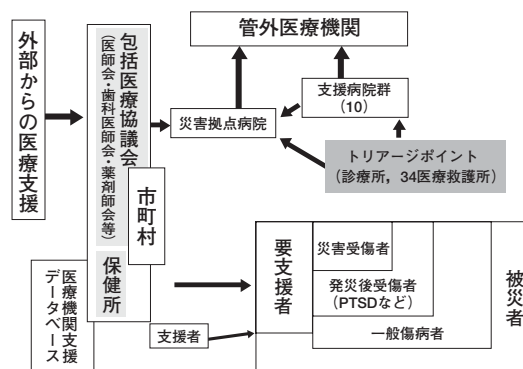 外部からの医療支援
包括医療協議会
(医師会・歯科医師会・薬剤師会等)
市町村
保健所
医療機関支援
データベース
管外医療機関
災害拠点病院
支援病院群
(10)
トリアージポイント
(診療所,34医療救護所)
支援者
要支援者
災害受傷者
発災後受傷者
(PTSDなど)
一般傷病者
被災者